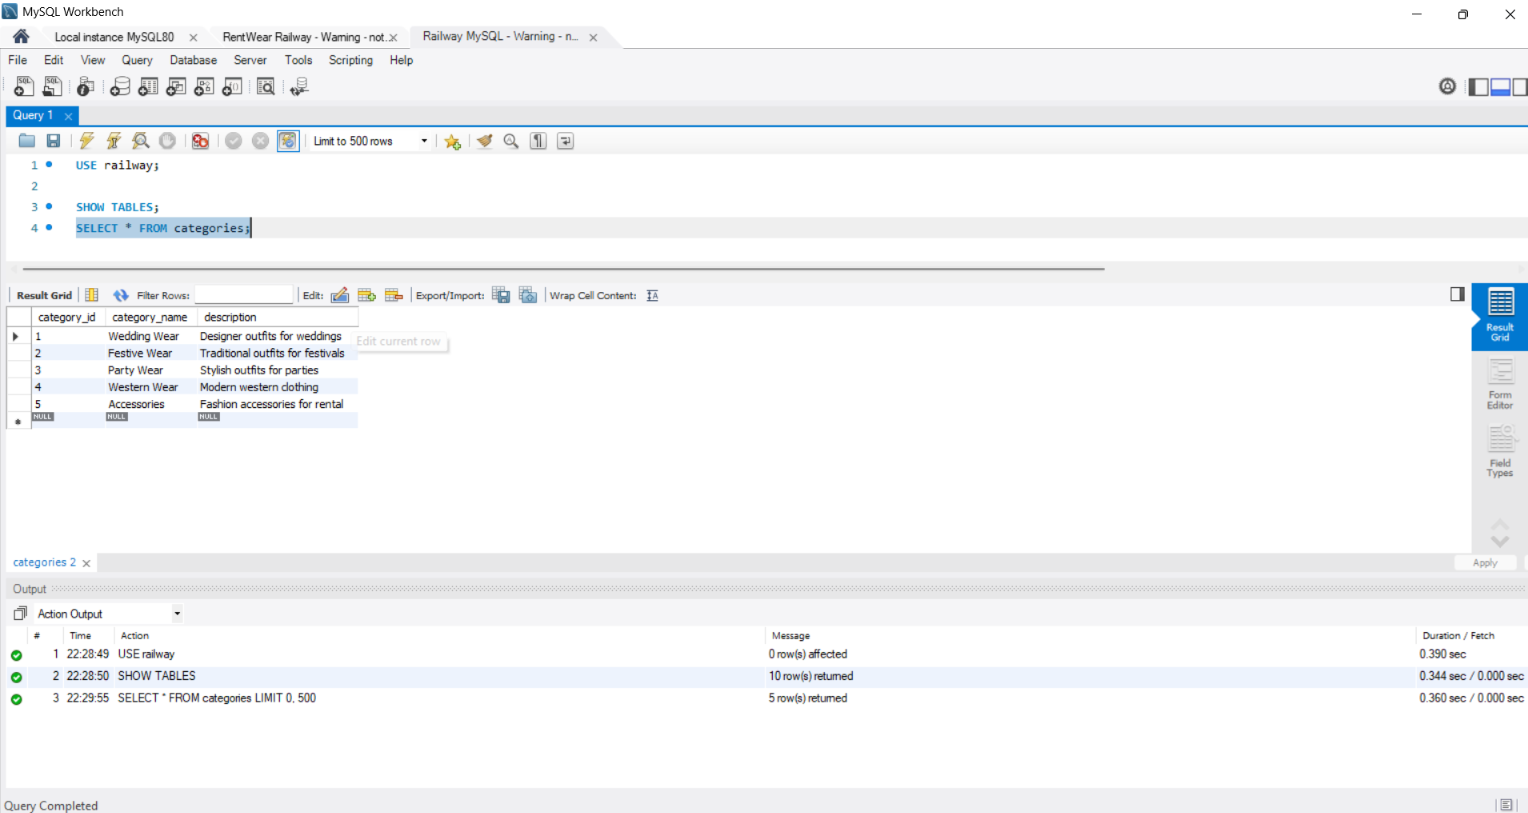 MySQL Workbench
Local instance MySQL80
RentWear Railway - Warning - not...
Railway MySQL - Warning - n...
File Edit View Query Database Server Tools Scripting Help
Query 1
Limit to 500 rows
1 USE railway;
2
3 SHOW TABLES;
4 SELECT * FROM categories;
Result Grid Filter Rows: Edit: Export/Import: Wrap Cell Content:
category_id category_name description
1 Wedding Wear Designer outfits for weddings
2 Festive Wear Traditional outfits for festivals
3 Party Wear Stylish outfits for parties
4 Western Wear Modern western clothing
5 Accessories Fashion accessories for rental
NULL NULL NULL
Edit current row
Result
Grid
Form
Editor
Field
Types
categories 2
Apply
Output
Action Output
# Time Action Message Duration / Fetch
1 22:28:49 USE railway 0 row(s) affected 0.390 sec
2 22:28:50 SHOW TABLES 10 row(s) returned 0.344 sec / 0.000 sec
3 22:29:55 SELECT * FROM categories LIMIT 0, 500 5 row(s) returned 0.360 sec / 0.000 sec
Query Completed